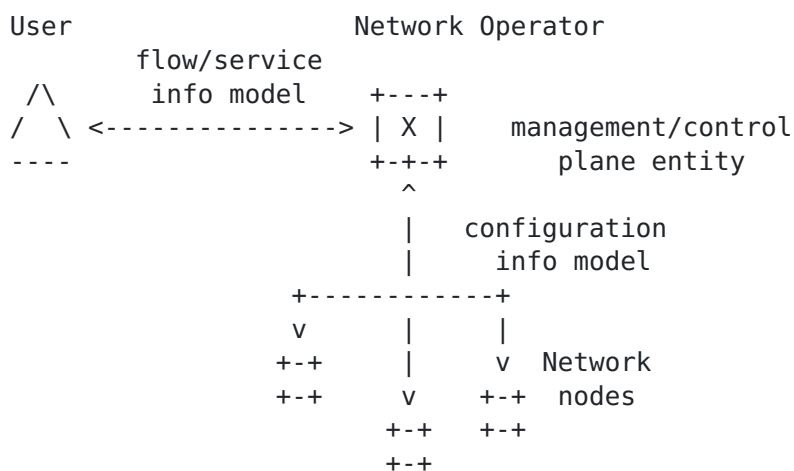 User                  Network Operator
        flow/service
 /\        info model    +---+
/  \ <---------------> | X |    management/control
----                   +-+-+       plane entity
                         ^
                         |   configuration
                         |     info model
                  +------------+
                  v      |     |
                 +-+     |     v  Network
                 +-+     v    +-+  nodes
                        +-+   +-+
                        +-+